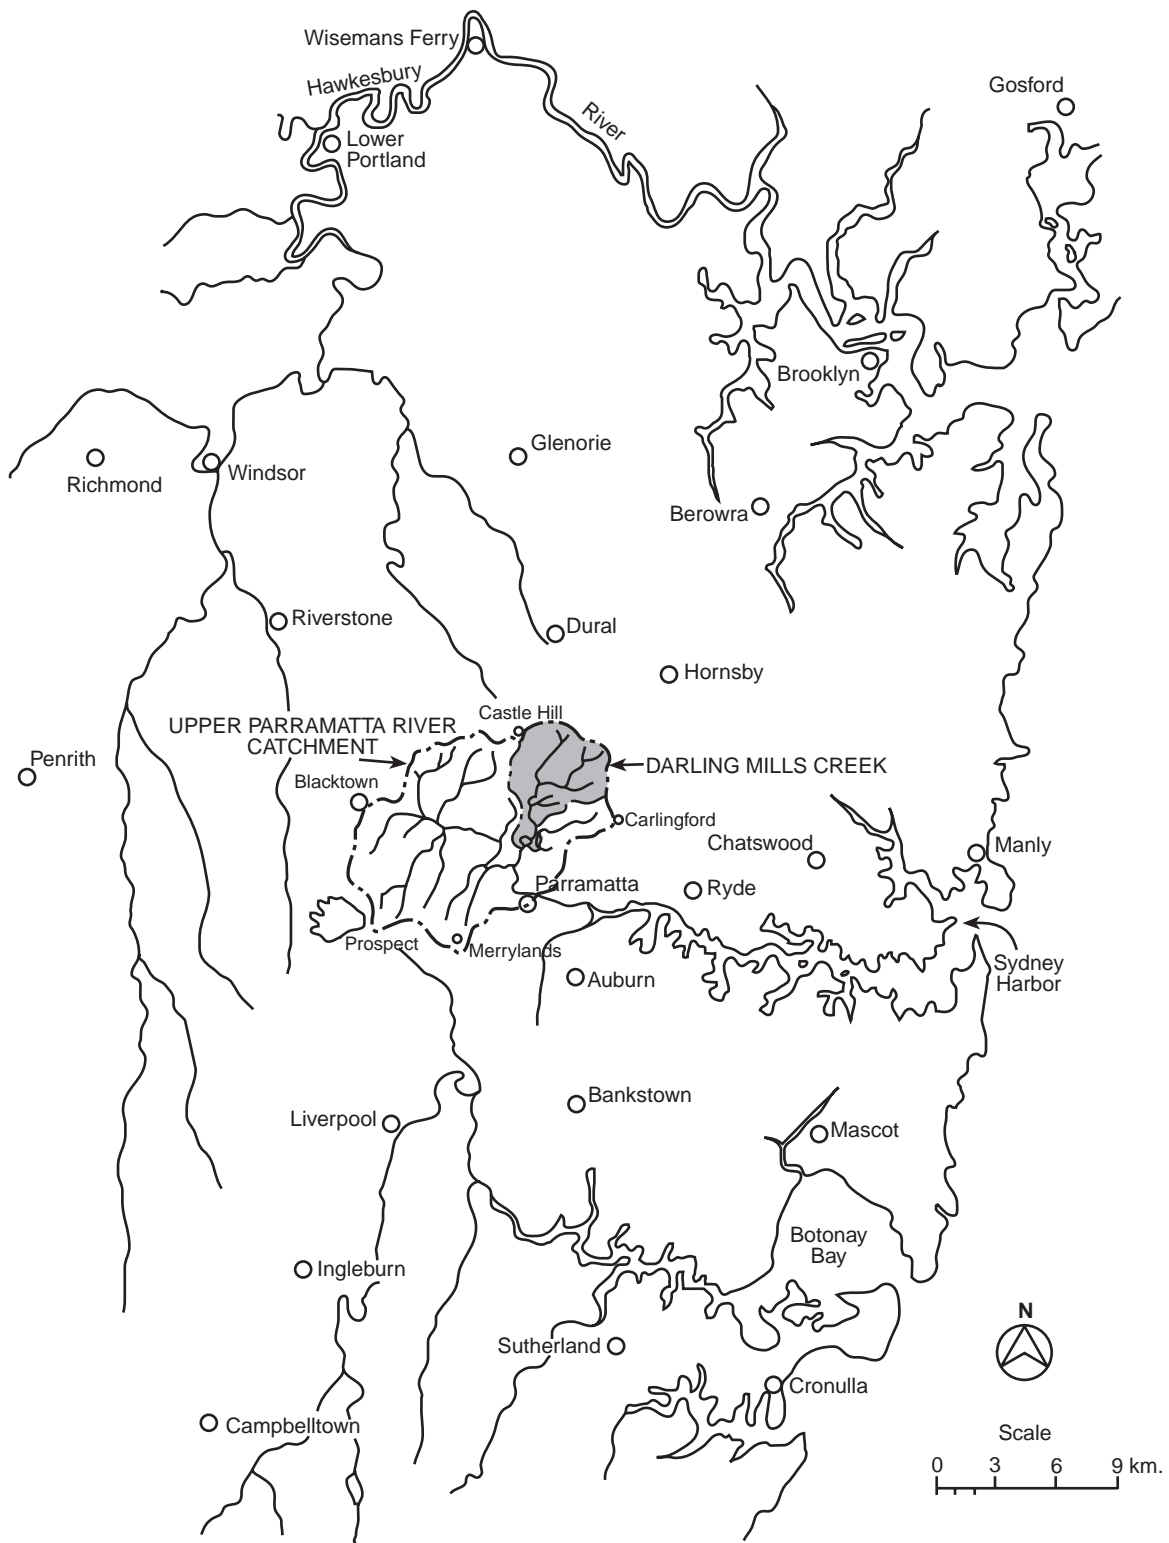 Wisemans Ferry
Hawkesbury
River
Gosford
Lower
Portland
Brooklyn
Glenorie
Richmond
Windsor
Berowra
Riverstone
Dural
Hornsby
Castle Hill
UPPER PARRAMATTA RIVER
CATCHMENT
Penrith
DARLING MILLS CREEK
Blacktown
Carlingford
Chatswood
Manly
Parramatta
Ryde
Prospect
Merrylands
Sydney
Harbor
Auburn
Bankstown
Liverpool
Mascot
Botonay
Bay
Ingleburn
N
Sutherland
Cronulla
Campbelltown
Scale
0 3 6 9 km.